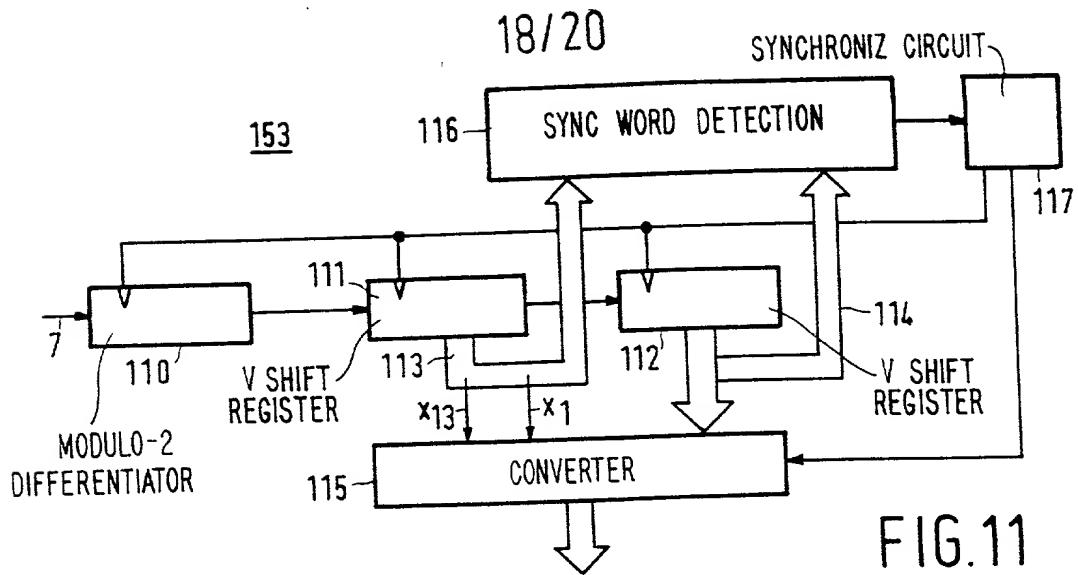 18/20
SYNCHRONIZ CIRCUIT
116
SYNC WORD DETECTION
153
117
111
7
110
V SHIFT
REGISTER
113
112
114
V SHIFT
REGISTER
X13
X1
MODULO-2
DIFFERENTIATOR
115
CONVERTER
FIG.11